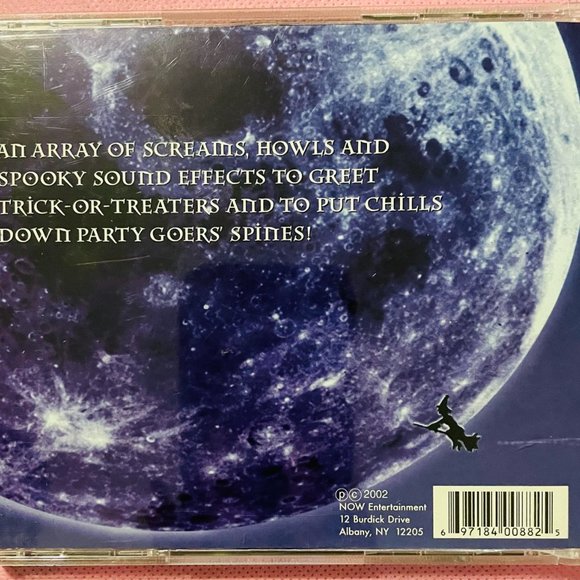 AN ARRAY OF SCREAMS, HOWLS AND
SPOOKY SOUND EFFECTS TO GREET
TRICK-OR-TREATERS AND TO PUT CHILLS
DOWN PARTY GOERS' SPINES!
℗ © 2002
NOW Entertainment
12 Burdick Drive
Albany, NY 12205
6 97184 00882 5